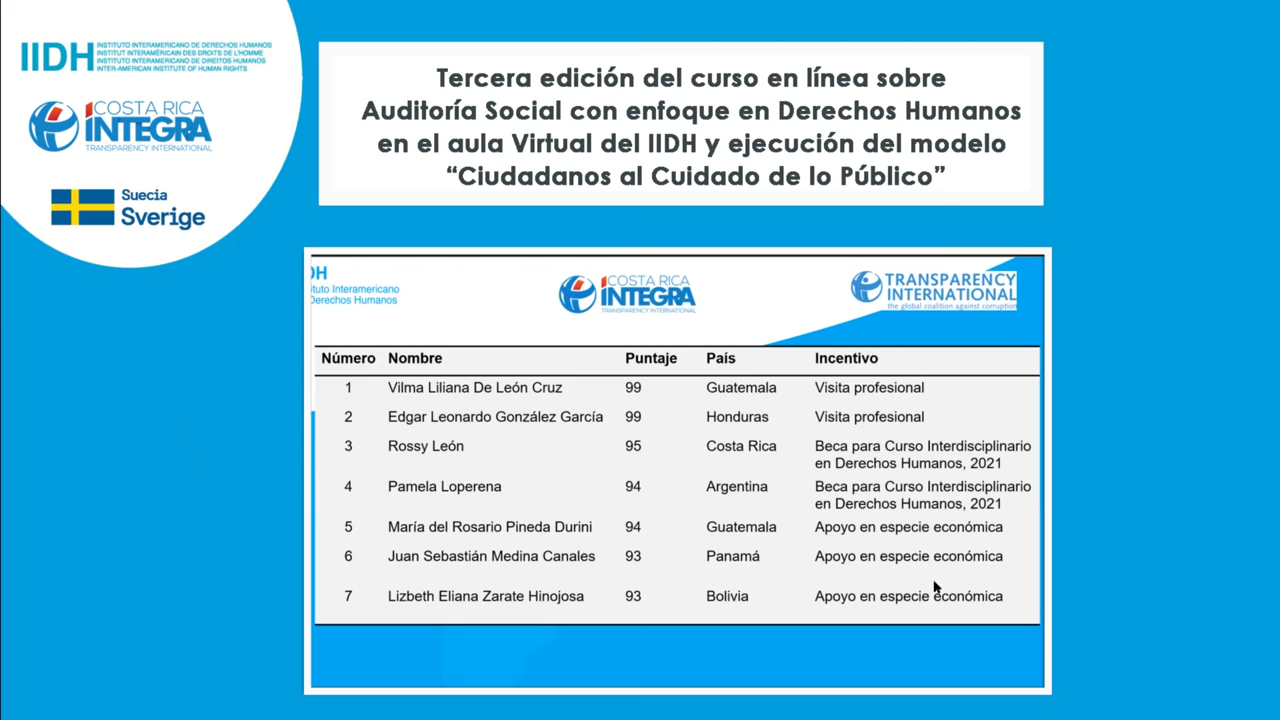 IIDH
INSTITUTO INTERAMERICANO DE DERECHOS HUMANOS
INSTITUT INTERAMÉRICAIN DES DROITS DE L'HOMME
INSTITUTO INTERAMERICANO DE DIREITOS HUMANOS
INTER-AMERICAN INSTITUTE OF HUMAN RIGHTS
COSTA RICA
INTEGRA
TRANSPARENCY INTERNATIONAL
Suecia
Sverige
Tercera edición del curso en línea sobre
Auditoría Social con enfoque en Derechos Humanos
en el aula Virtual del IIDH y ejecución del modelo
“Ciudadanos al Cuidado de lo Público”
DH
ituto Interamericano
Derechos Humanos
COSTA RICA
INTEGRA
TRANSPARENCY INTERNATIONAL
TRANSPARENCY
INTERNATIONAL
the global coalition against corruption
Número Nombre Puntaje País Incentivo
1 Vilma Liliana De León Cruz 99 Guatemala Visita profesional
2 Edgar Leonardo González García 99 Honduras Visita profesional
3 Rossy León 95 Costa Rica Beca para Curso Interdisciplinario
en Derechos Humanos, 2021
4 Pamela Loperena 94 Argentina Beca para Curso Interdisciplinario
en Derechos Humanos, 2021
5 María del Rosario Pineda Durini 94 Guatemala Apoyo en especie económica
6 Juan Sebastián Medina Canales 93 Panamá Apoyo en especie económica
7 Lizbeth Eliana Zarate Hinojosa 93 Bolivia Apoyo en especie económica